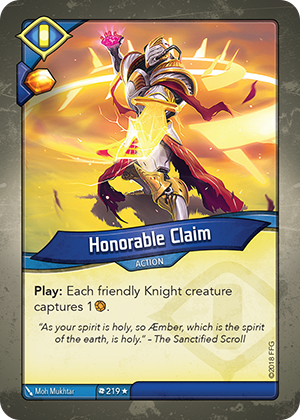 Honorable Claim
ACTION
Play: Each friendly Knight creature
captures 1.
"As your spirit is holy, so Æmber, which is the spirit
of the earth, is holy." – The Sanctified Scroll
Moh Mukhtar
219
©2018 FFG